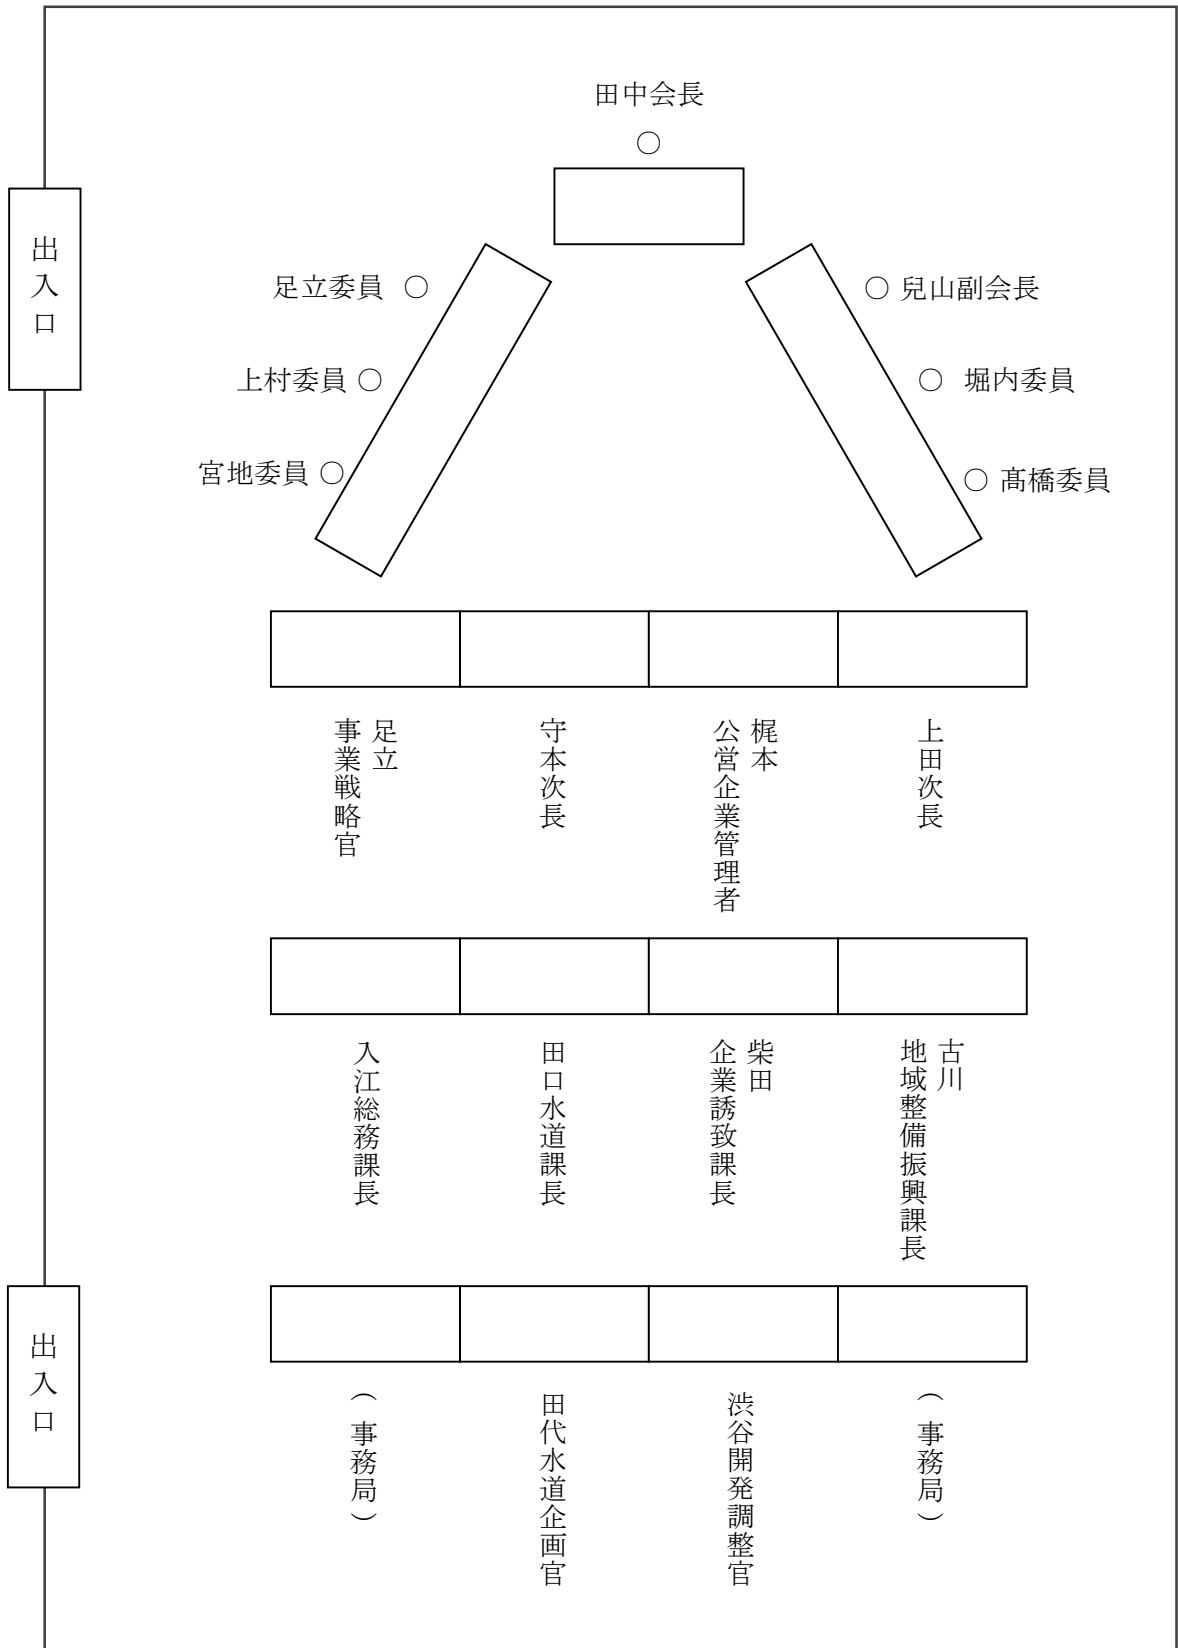 田中会長
○
出入口
足立委員 ○
○ 兒山副会長
上村委員 ○
○ 堀内委員
宮地委員 ○
○ 髙橋委員
足立
事業戦略官
守本次長
梶本
公営企業管理者
上田次長
入江総務課長
田口水道課長
柴田
企業誘致課長
古川
地域整備振興課長
出入口
（事務局）
田代水道企画官
渋谷開発調整官
（事務局）